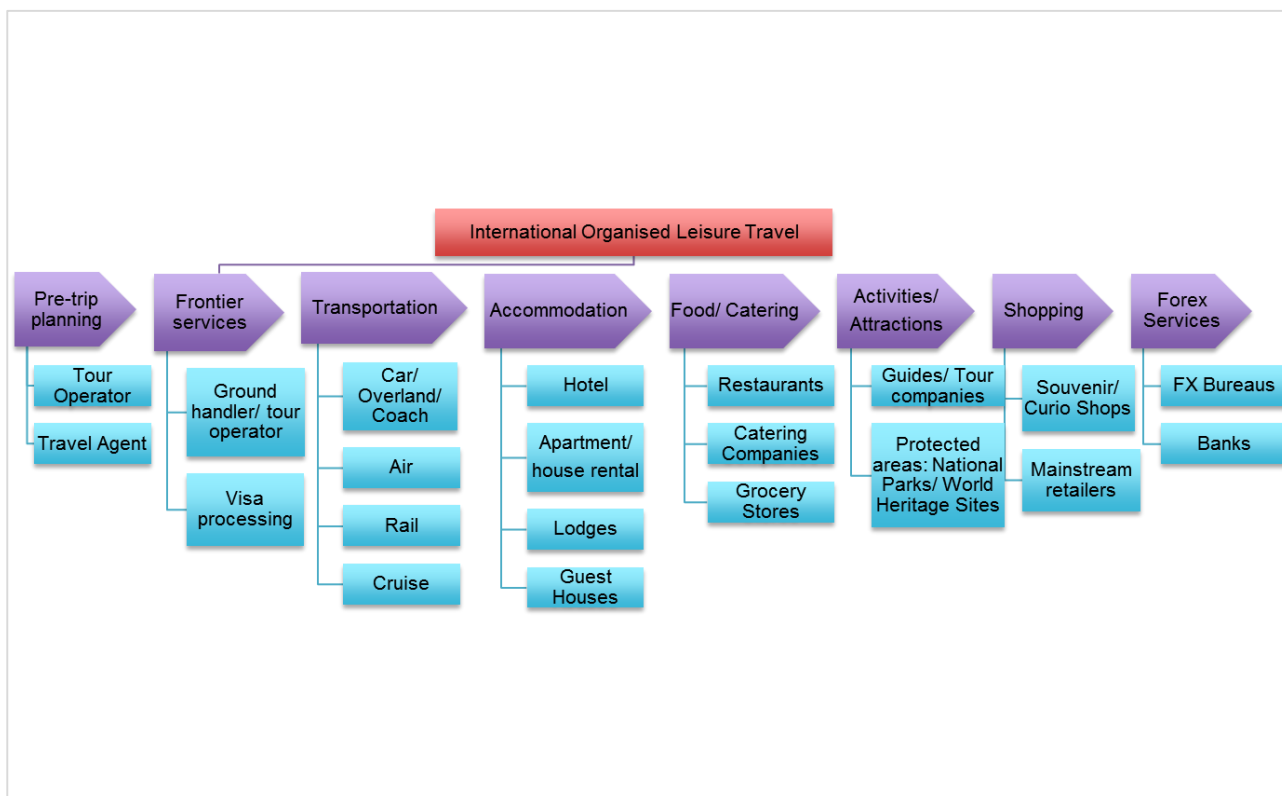 International Organised Leisure Travel
Pre-trip
planning
Tour
Operator
Travel Agent
Frontier
services
Ground
handler/ tour
operator
Visa
processing
Transportation
Car/
Overland/
Coach
Air
Rail
Cruise
Accommodation
Hotel
Apartment/
house rental
Lodges
Guest
Houses
Food/ Catering
Restaurants
Catering
Companies
Grocery
Stores
Activities/
Attractions
Guides/ Tour
companies
Protected
areas: National
Parks/ World
Heritage Sites
Shopping
Souvenir/
Curio Shops
Mainstream
retailers
Forex
Services
FX Bureaus
Banks